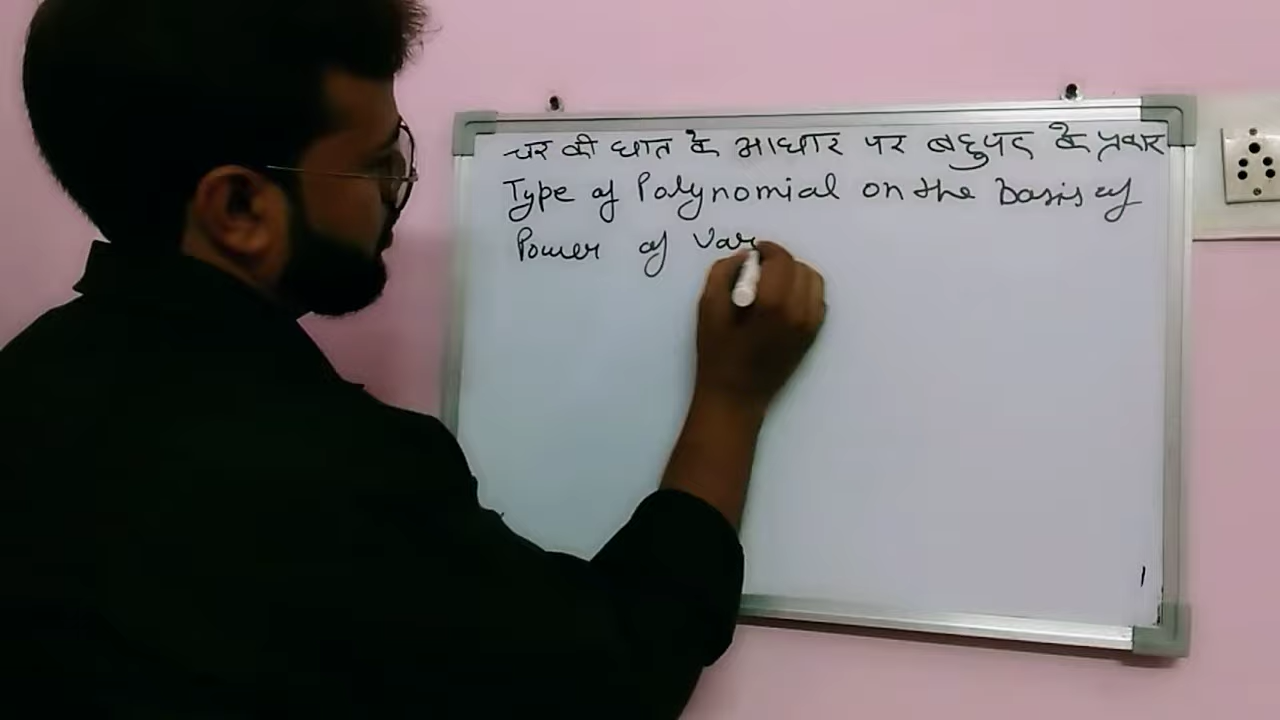 चर की घात के आधार पर बहुपद के प्रकार
Type of Polynomial on the basis of
Power of Var